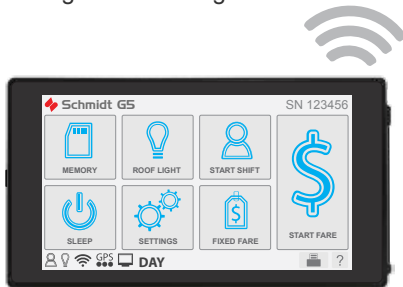 Schmidt G5 SN 123456
MEMORY ROOF LIGHT START SHIFT
SLEEP SETTINGS $ FIXED FARE $ START FARE
GPS DAY ?